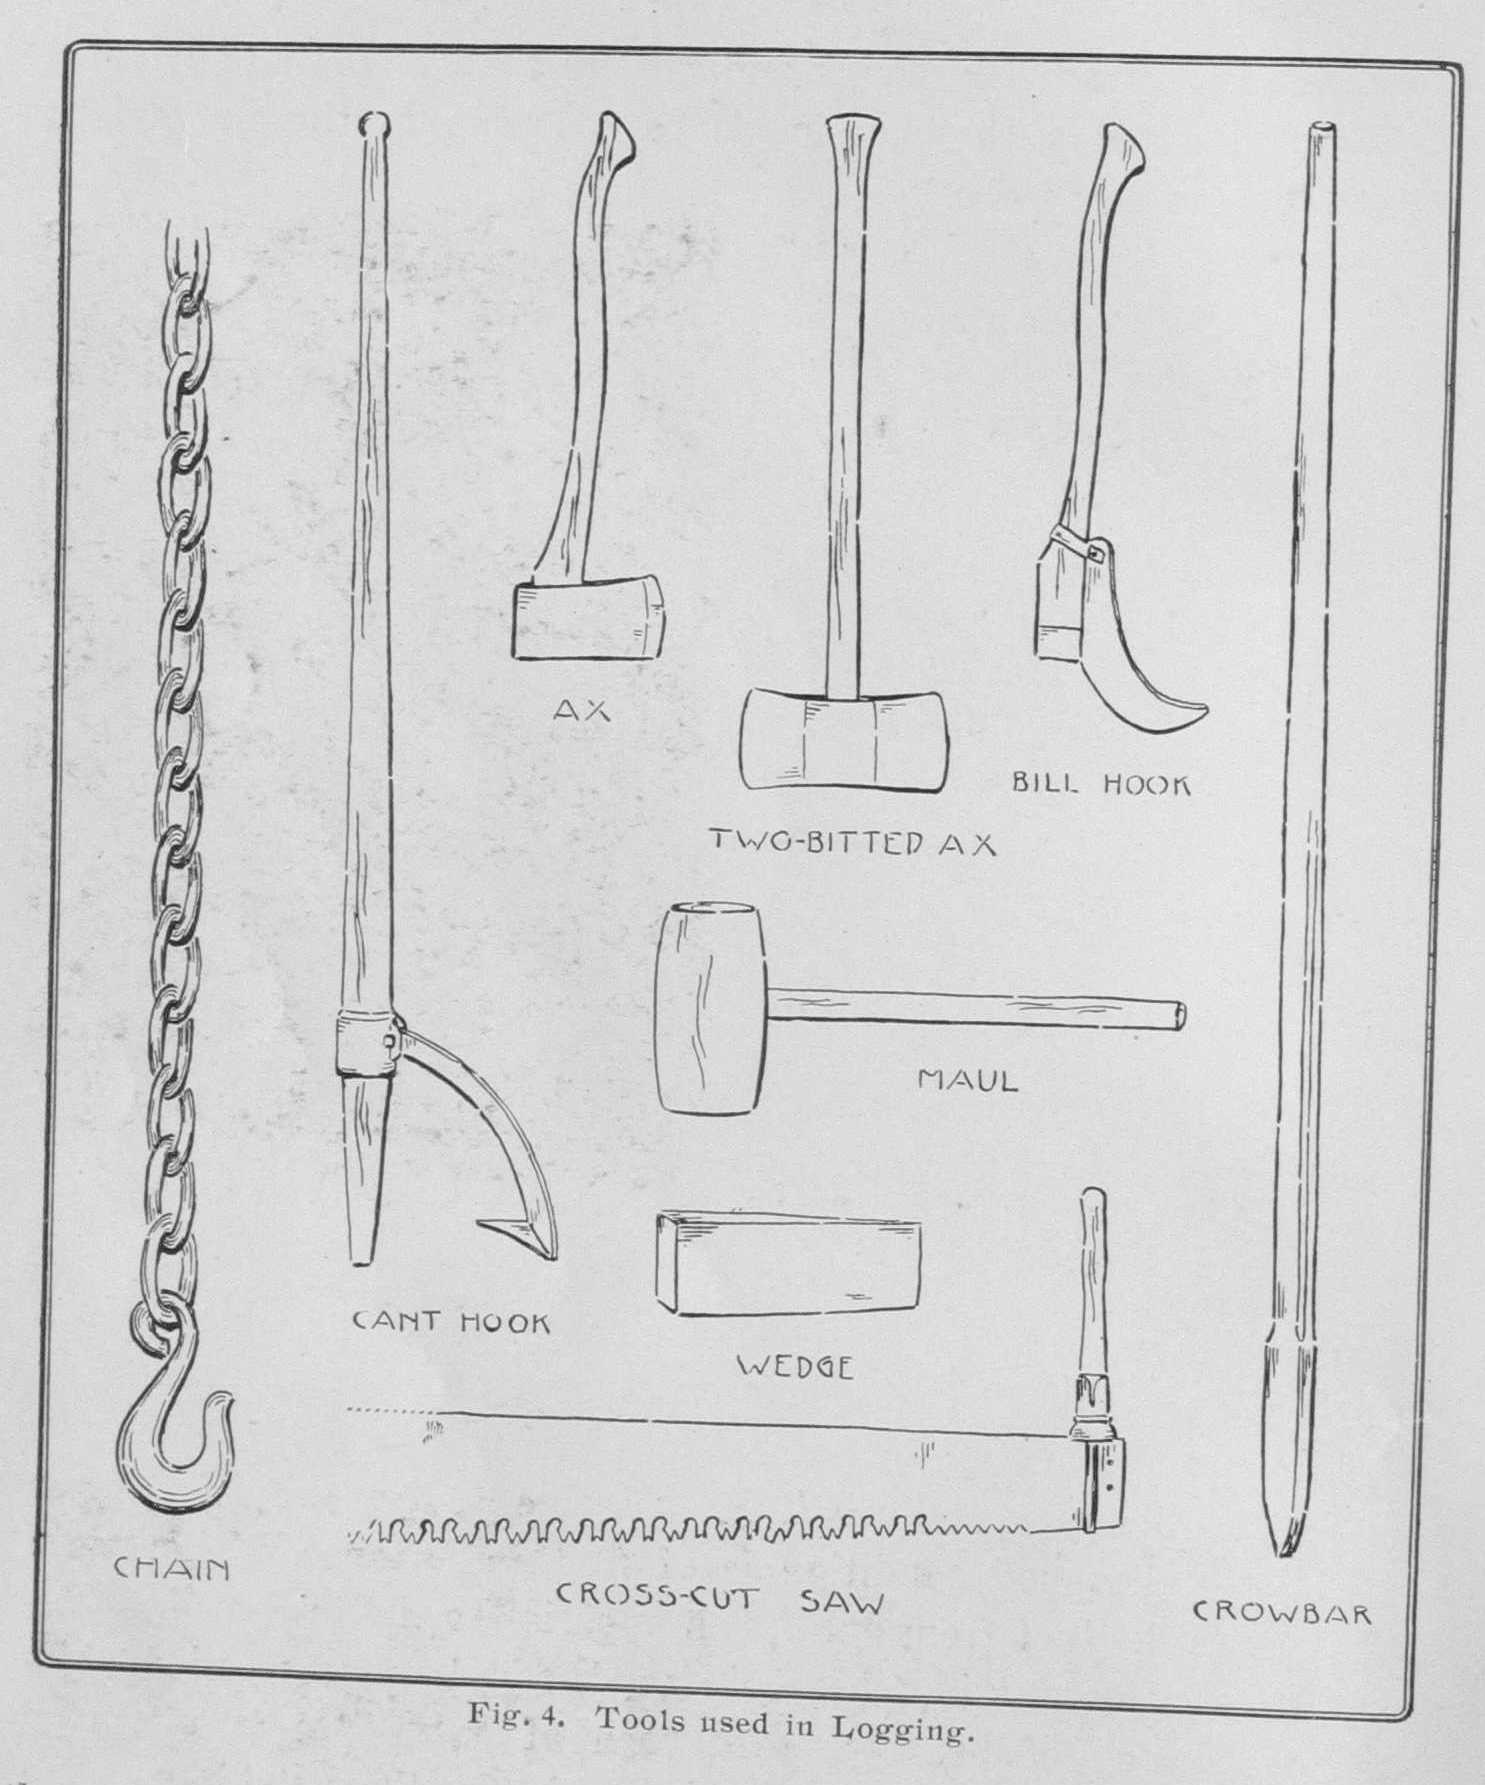 AX
BILL HOOK
TWO-BITTED AX
MAUL
CANT HOOK
WEDGE
CHAIN
CROSS-CUT SAW
CROWBAR
Fig. 4. Tools used in Logging.